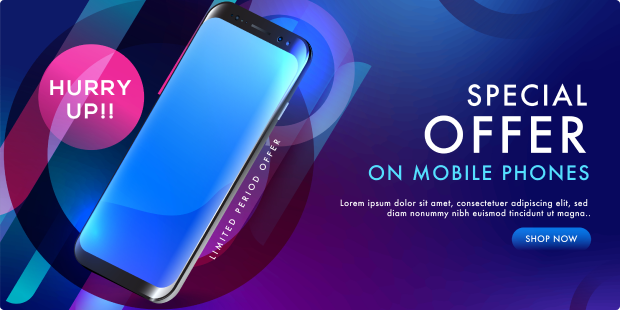 HURRY
UP!!
LIMITED PERIOD OFFER
SPECIAL
OFFER
ON MOBILE PHONES
Lorem ipsum dolor sit amet, consectetuer adipiscing elit, sed
diam nonummy nibh euismod tincidunt ut magna..
SHOP NOW